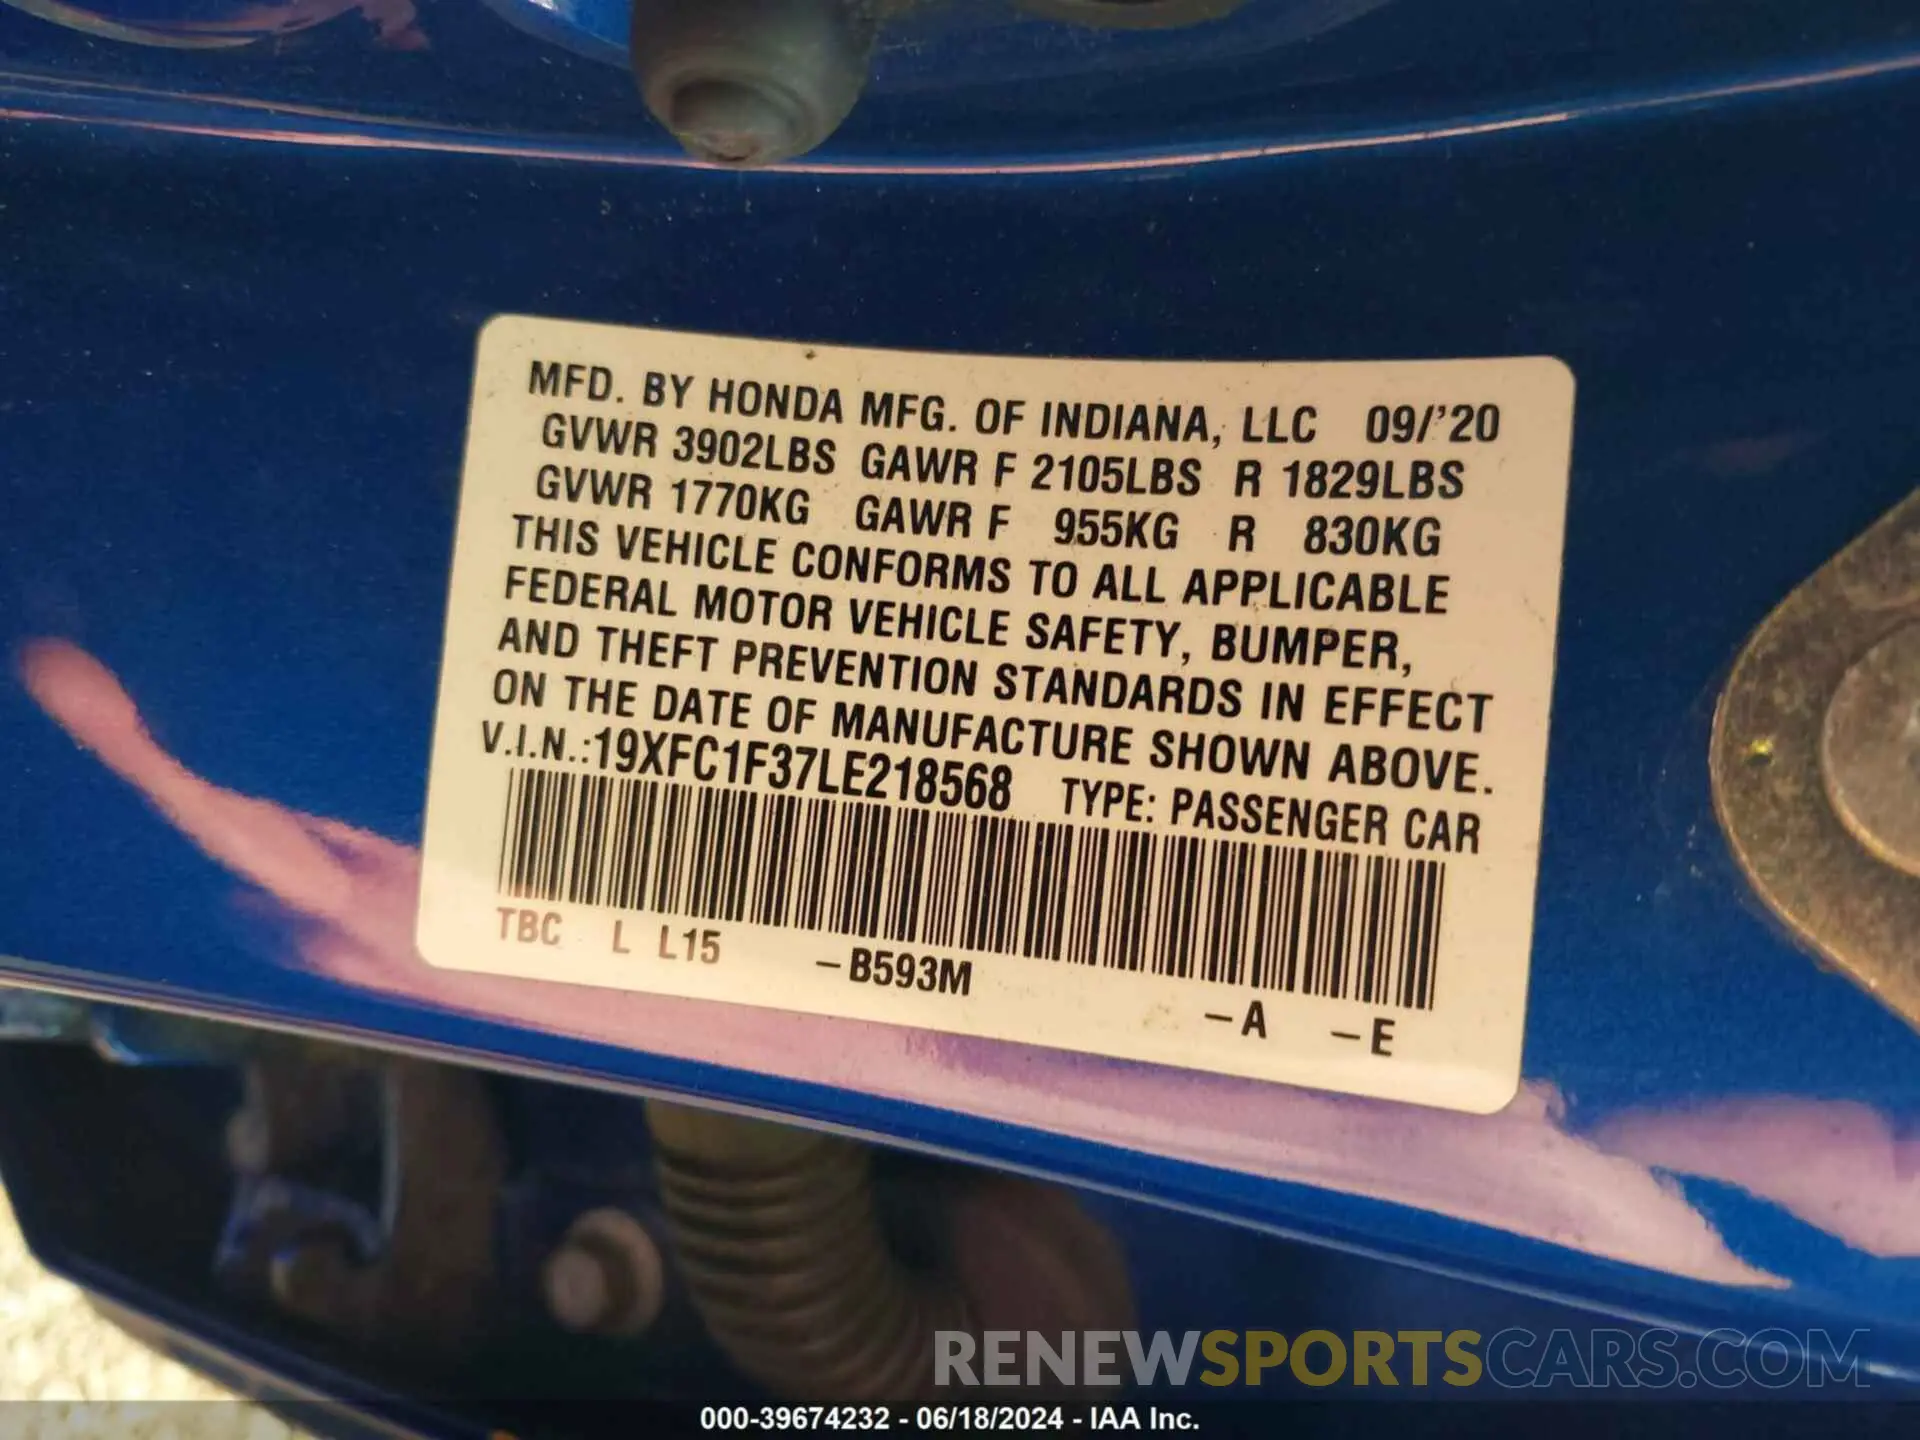 MFD. BY HONDA MFG. OF INDIANA, LLC 09/'20
GVWR 3902LBS GAWR F 2105LBS R 1829LBS
GVWR 1770KG GAWR F 955KG R 830KG
THIS VEHICLE CONFORMS TO ALL APPLICABLE
FEDERAL MOTOR VEHICLE SAFETY, BUMPER,
AND THEFT PREVENTION STANDARDS IN EFFECT
ON THE DATE OF MANUFACTURE SHOWN ABOVE.
V.I.N.:19XFC1F37LE218568 TYPE: PASSENGER CAR
TBC L L15 -B593M -A -E
RENEWSPORTSCARS.COM
000-39674232 - 06/18/2024 - IAA Inc.